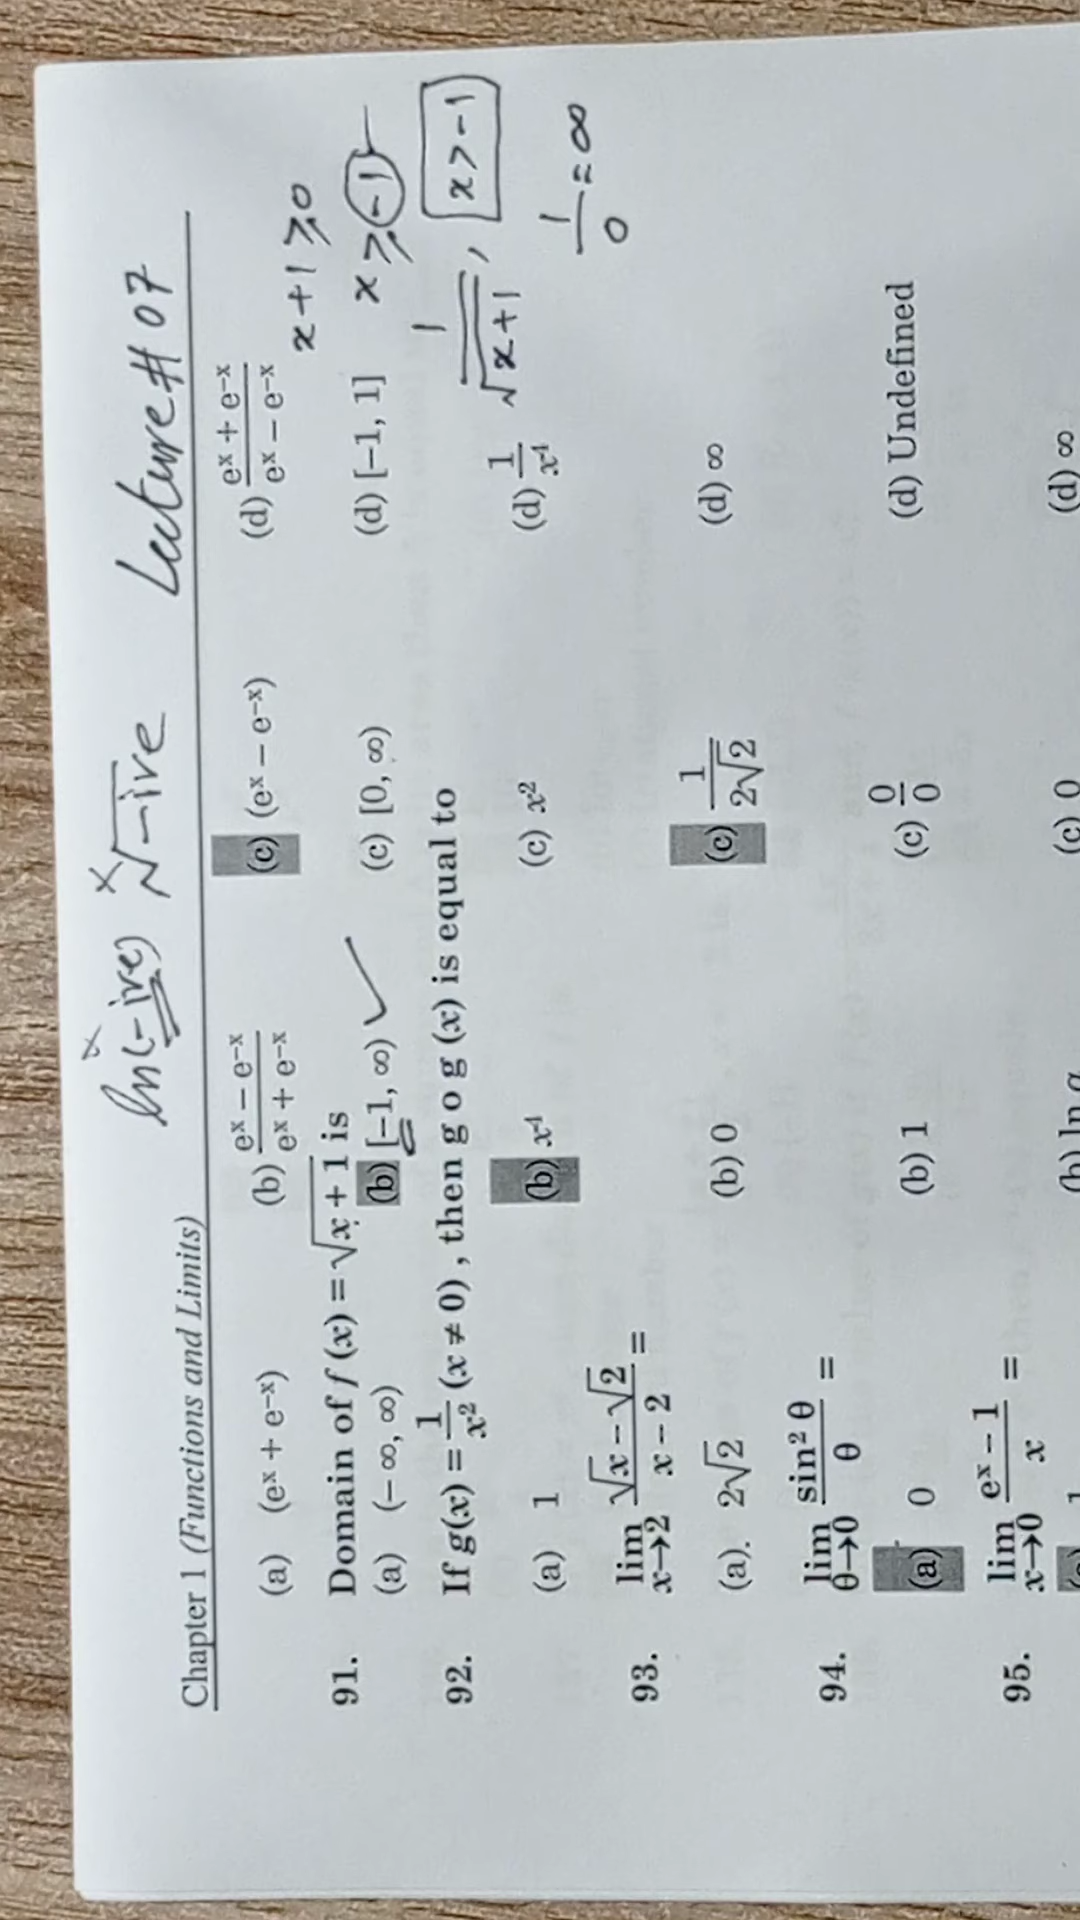 ln(-ive) √-ive Lecture # 07
Chapter 1 (Functions and Limits)
(a) (eˣ + e⁻ˣ) (b) (eˣ – e⁻ˣ)/(eˣ + e⁻ˣ) (c) (eˣ – e⁻ˣ) (d) (eˣ + e⁻ˣ)/(eˣ – e⁻ˣ)
x + 1 ≥ 0
91. Domain of f (x) = √(x + 1) is
(a) (– ∞, ∞) (b) [–1, ∞) ✓ (c) [0, ∞) (d) [–1, 1] x ≥ -1
92. If g(x) = 1/x² (x ≠ 0) , then g o g (x) is equal to
1/√(x+1) , x > -1
(a) 1 (b) x⁴ (c) x² (d) 1/x⁴
1/0 = ∞
93. lim x→2 (√x – √2)/(x – 2) =
(a). 2√2 (b) 0 (c) 1/(2√2) (d) ∞
94. lim θ→0 sin² θ/θ =
(a) 0 (b) 1 (c) 0/0 (d) Undefined
95. lim x→0 (eˣ – 1)/x =
(a) 1 (b) ln a (c) 0 (d) ∞